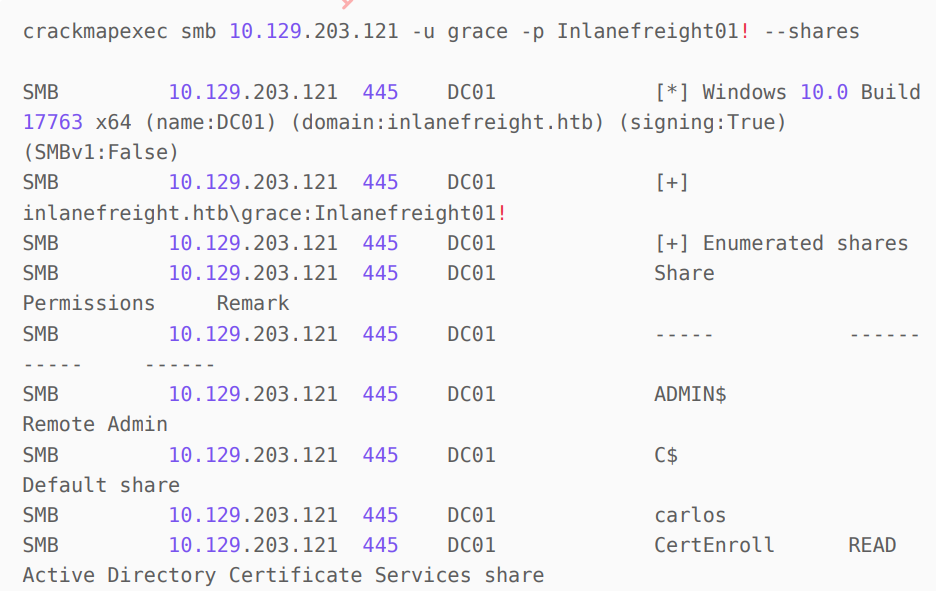 crackmapexec smb 10.129.203.121 -u grace -p Inlanefreight01! --shares
SMB 10.129.203.121 445 DC01 [*] Windows 10.0 Build
17763 x64 (name:DC01) (domain:inlanefreight.htb) (signing:True)
(SMBv1:False)
SMB 10.129.203.121 445 DC01 [+]
inlanefreight.htb\grace:Inlanefreight01!
SMB 10.129.203.121 445 DC01 [+] Enumerated shares
SMB 10.129.203.121 445 DC01 Share
Permissions Remark
SMB 10.129.203.121 445 DC01 ----- ------
----- ------
SMB 10.129.203.121 445 DC01 ADMIN$
Remote Admin
SMB 10.129.203.121 445 DC01 C$
Default share
SMB 10.129.203.121 445 DC01 carlos
SMB 10.129.203.121 445 DC01 CertEnroll READ
Active Directory Certificate Services share